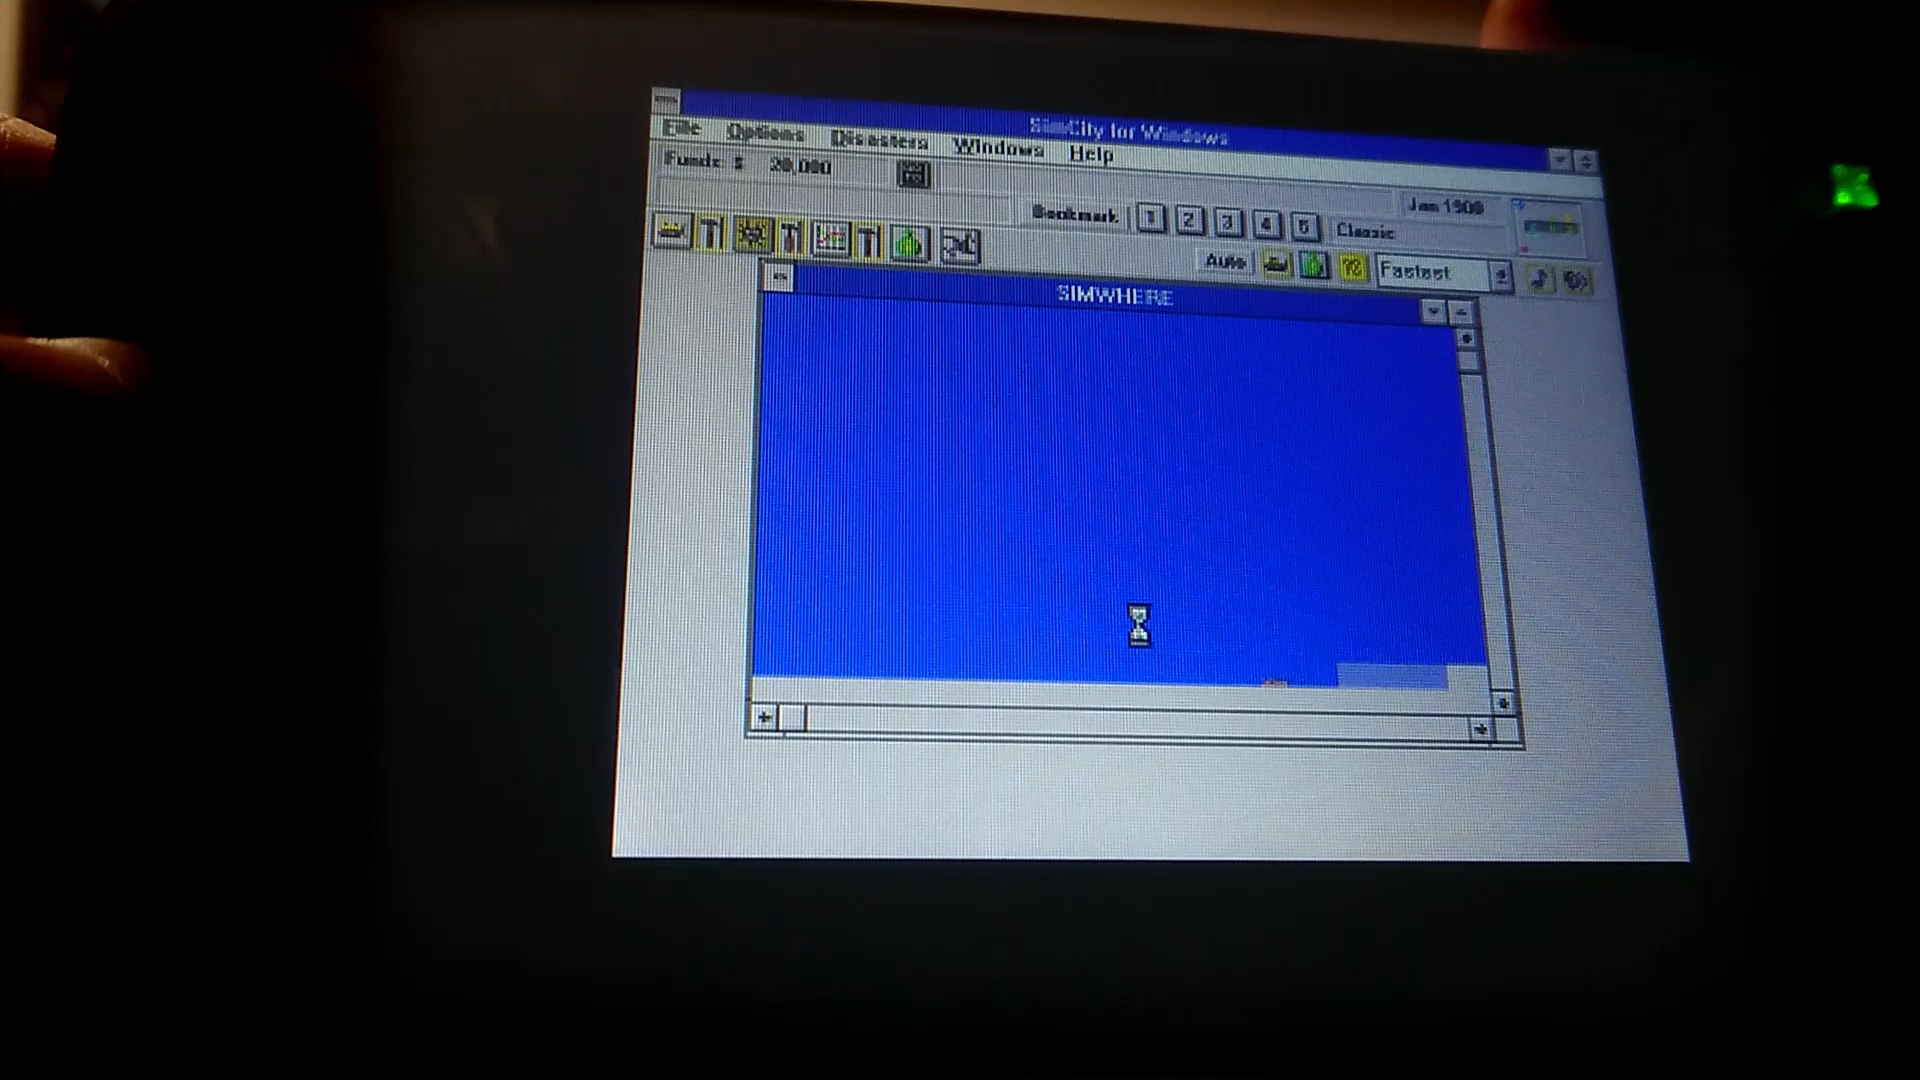 SimCity for Windows
File Options Disasters Windows Help
Funds: $ 20,000
Jan 1900
Bookmark 1 2 3 4 5 Classic
Auto Fastest
SIMWHERE